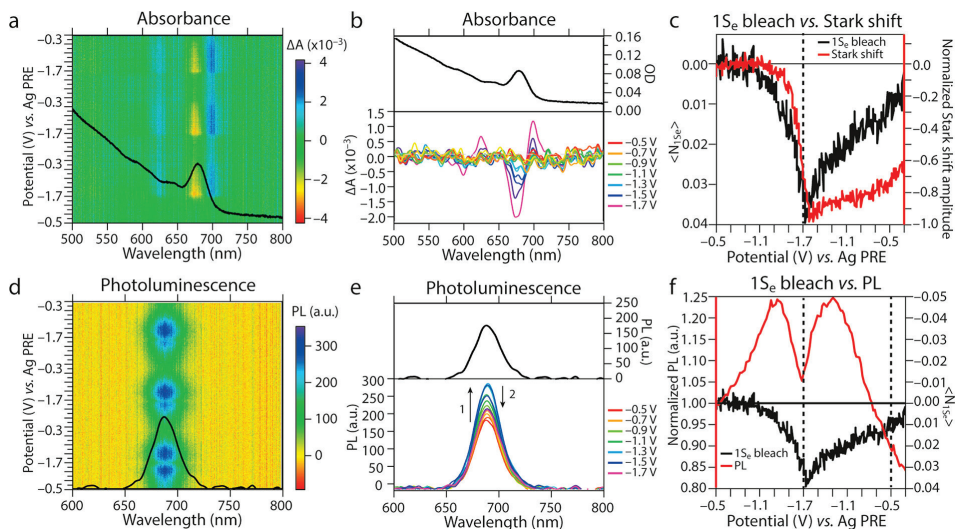 a
Absorbance
Potential (V) vs. Ag PRE
-0.3
-1.7
-0.3
-1.7
-0.3
-1.7
-0.5
500 550 600 650 700 750 800
Wavelength (nm)
ΔA (x10⁻³)
4
2
0
−2
−4
b
Absorbance
0.16
0.12
0.08
0.04
0.00
OD
ΔA (×10⁻³)
1.5
1.0
0.5
0.0
-0.5
-1.0
-1.5
-2.0
−0.5 V
−0.7 V
−0.9 V
−1.1 V
−1.3 V
−1.5 V
−1.7 V
500 550 600 650 700 750 800
Wavelength (nm)
c
1Sₑ bleach vs. Stark shift
1Sₑ bleach
Stark shift
<N₁Sₑ>
0.00
0.01
0.02
0.03
0.04
0.0
-0.2
-0.4
-0.6
-0.8
-1.0
Normalized Stark shift amplitude
-0.5 -1.1 -1.7 -1.1 -0.5
Potential (V) vs. Ag PRE
d
Photoluminescence
Potential (V) vs. Ag PRE
-0.3
-1.7
-0.3
-1.7
-0.3
-1.7
-0.5
600 650 700 750 800
Wavelength (nm)
PL (a.u.)
300
200
100
0
e
Photoluminescence
250
200
150
100
50
0
PL (a.u.)
PL (a.u.)
300
250
200
150
100
50
0
1
2
−0.5 V
−0.7 V
−0.9 V
−1.1 V
−1.3 V
−1.5 V
−1.7 V
600 650 700 750 800
Wavelength (nm)
f
1Sₑ bleach vs. PL
Normalized PL (a.u.)
1.25
1.20
1.15
1.10
1.05
1.00
0.95
0.90
0.85
0.80
1Sₑ bleach
PL
-0.05
-0.04
-0.03
-0.02
-0.01
0.00
0.01
0.02
0.03
0.04
<N₁Sₑ>
-0.5 -1.1 -1.7 -1.1 -0.5
Potential (V) vs. Ag PRE